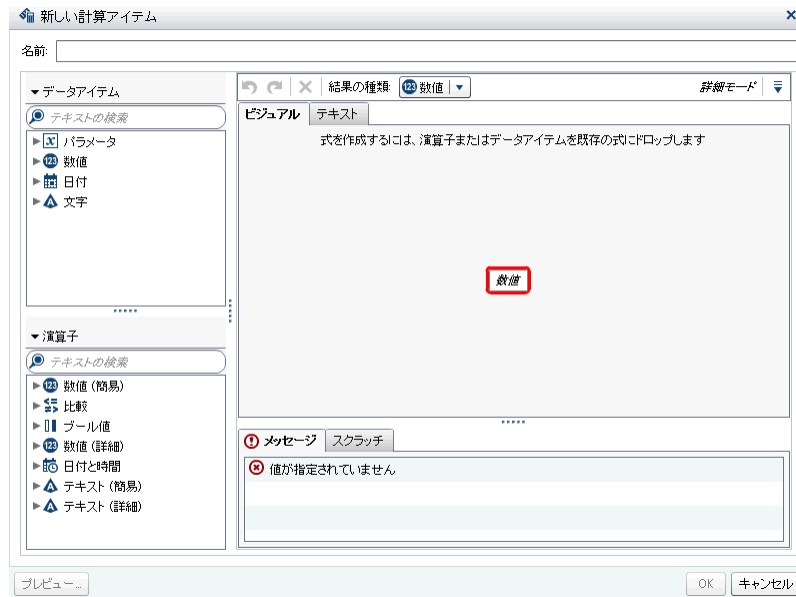 新しい計算アイテム
名前:
データアイテム
テキストの検索
パラメータ
数値
日付
文字
演算子
テキストの検索
数値 (簡易)
比較
ブール値
数値 (詳細)
日付と時間
テキスト (簡易)
テキスト (詳細)
結果の種類: 数値
詳細モード
ビジュアル テキスト
式を作成するには、演算子またはデータアイテムを既存の式にドロップします
数値
メッセージ スクラッチ
値が指定されていません
プレビュー... OK キャンセル